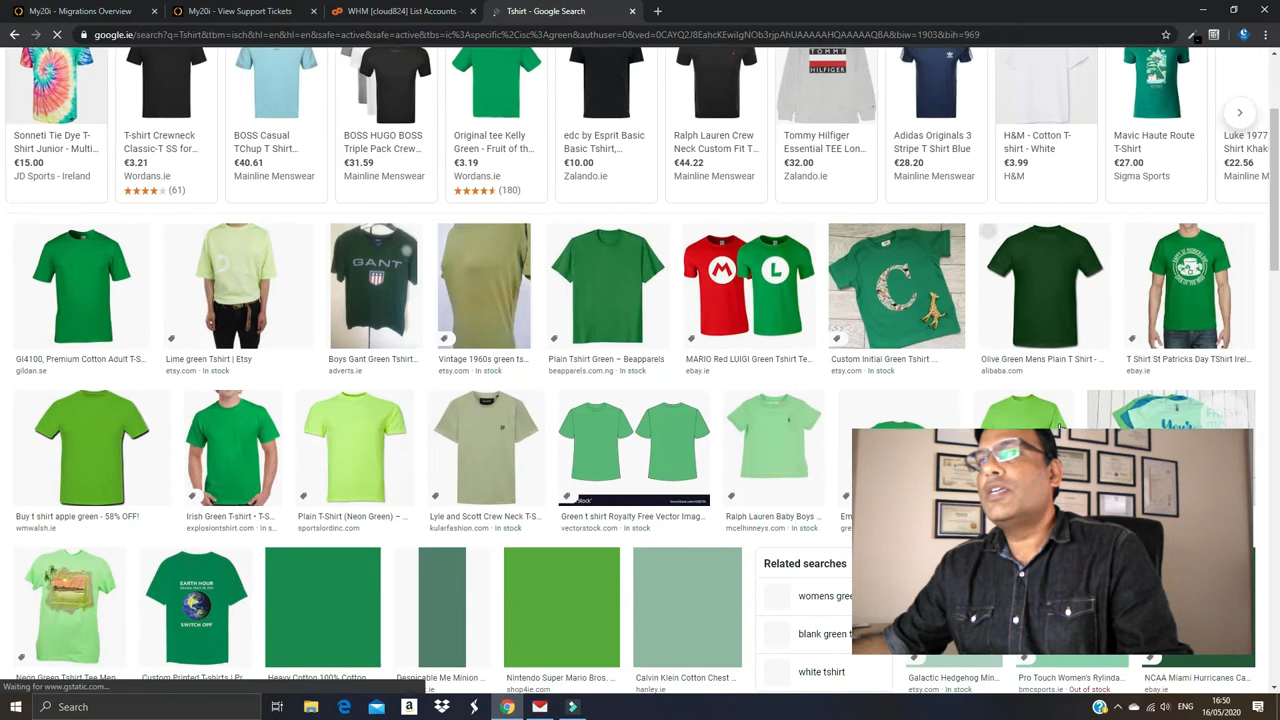 My20i - Migrations Overview
My20i - View Support Tickets
WHM [cloud824] List Accounts -
Tshirt - Google Search
google.ie/search?q=Tshirt&tbm=isch&hl=en&hl=en&safe=active&safe=active&tbs=ic%3Aspecific%2Cisc%3Agreen&authuser=0&ved=0CAYQ2J8EahcKEwiIgNOb3rjpAhUAAAAAHQAAAAAQBA&biw=1903&bih=969
TOMMY
HILFIGER
Sonneti Tie Dye T-
Shirt Junior - Multi...
€15.00
JD Sports - Ireland
T-shirt Crewneck
Classic-T SS for...
€3.21
Wordans.ie
(61)
BOSS Casual
TChup T Shirt...
€40.61
Mainline Menswear
BOSS HUGO BOSS
Triple Pack Crew...
€31.59
Mainline Menswear
Original tee Kelly
Green - Fruit of th...
€3.19
Wordans.ie
(180)
edc by Esprit Basic
Basic Tshirt,...
€10.00
Zalando.ie
Ralph Lauren Crew
Neck Custom Fit T...
€44.22
Mainline Menswear
Tommy Hilfiger
Essential TEE Lon...
€32.00
Zalando.ie
Adidas Originals 3
Stripe T Shirt Blue
€28.20
Mainline Menswear
H&M - Cotton T-
shirt - White
€3.99
H&M
Mavic Haute Route
T-Shirt
€27.00
Sigma Sports
Luke 1977
Shirt Khak
€22.56
Mainline M
GANT
M
L
C
GI4100, Premium Cotton Adult T-S...
gildan.se
Lime green Tshirt | Etsy
etsy.com · In stock
Boys Gant Green Tshirt...
adverts.ie
Vintage 1960s green ts...
etsy.com · In stock
Plain Tshirt Green – Beapparels
beapparels.com.ng · In stock
MARIO Red LUIGI Green Tshirt Te...
ebay.ie
Custom Initial Green Tshirt ...
etsy.com · In stock
Olive Green Mens Plain T Shirt - ...
alibaba.com
T Shirt St Patricks Day TShirt Irel...
ebay.ie
Buy t shirt apple green - 58% OFF!
wmwalsh.ie
Irish Green T-shirt • T-S...
explosiontshirt.com · In s...
Plain T-Shirt (Neon Green) – ...
sportslordinc.com
Lyle and Scott Crew Neck T-S...
kularfashion.com · In stock
Green t shirt Royalty Free Vector Imag...
vectorstock.com · In stock
Ralph Lauren Baby Boys ...
mcelhinneys.com · In stock
Em
gre
EARTH HOUR
SWITCH OFF
Related searches
womens gree
blank green t
white tshirt
Neon Green Tshirt Tee Men
Custom Printed T-shirts | Pr
Heavy Cotton 100% Cotton
Despicable Me Minion
Nintendo Super Mario Bros.
shop4ie.com
Calvin Klein Cotton Chest
hanley.ie
Galactic Hedgehog Min...
etsy.com · In stock
Pro Touch Women's Rylinda...
bmcsports.ie · Out of stock
NCAA Miami Hurricanes Ca...
ebay.ie
Waiting for www.gstatic.com...
Search
16:50
16/05/2020